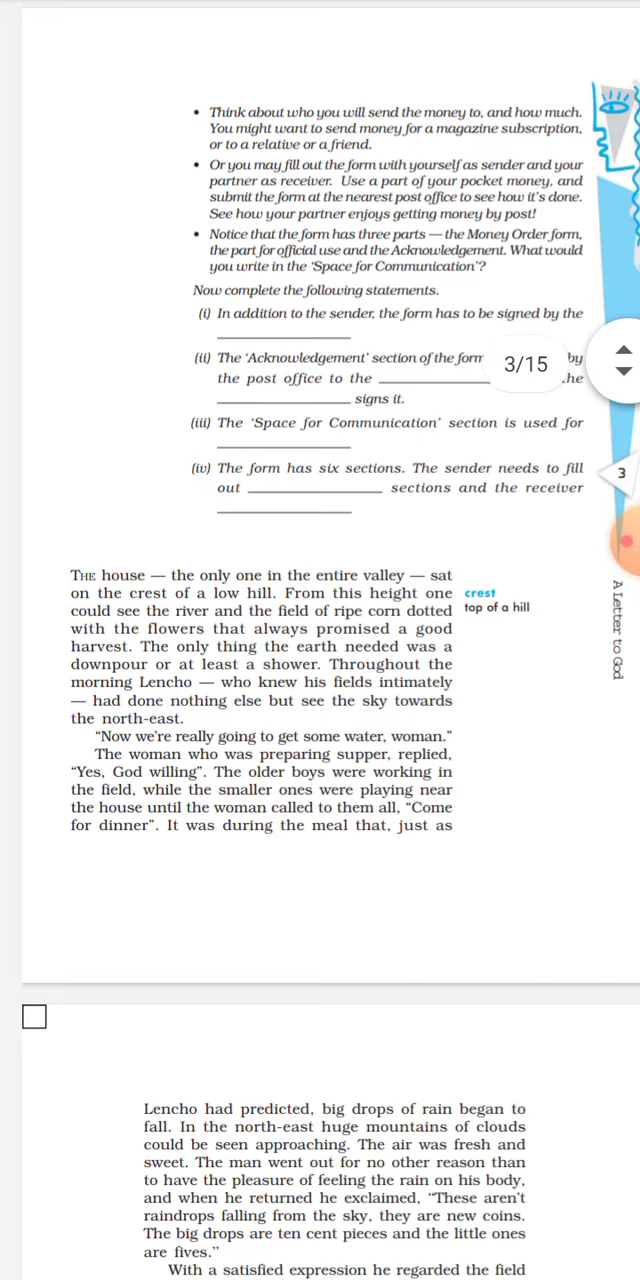 • Think about who you will send the money to, and how much.
You might want to send money for a magazine subscription,
or to a relative or a friend.
• Or you may fill out the form with yourself as sender and your
partner as receiver. Use a part of your pocket money, and
submit the form at the nearest post office to see how it's done.
See how your partner enjoys getting money by post!
• Notice that the form has three parts — the Money Order form,
the part for official use and the Acknowledgement. What would
you write in the 'Space for Communication'?
Now complete the following statements.
(i) In addition to the sender, the form has to be signed by the
(ii) The 'Acknowledgement' section of the form by
the post office to the
signs it.
3/15
(iii) The 'Space for Communication' section is used for
(iv) The form has six sections. The sender needs to fill
out sections and the receiver
3
A Letter to God
THE house — the only one in the entire valley — sat
on the crest of a low hill. From this height one
could see the river and the field of ripe corn dotted
with the flowers that always promised a good
harvest. The only thing the earth needed was a
downpour or at least a shower. Throughout the
morning Lencho — who knew his fields intimately
— had done nothing else but see the sky towards
the north-east.
"Now we're really going to get some water, woman."
The woman who was preparing supper, replied,
"Yes, God willing". The older boys were working in
the field, while the smaller ones were playing near
the house until the woman called to them all, "Come
for dinner". It was during the meal that, just as
crest
top of a hill
Lencho had predicted, big drops of rain began to
fall. In the north-east huge mountains of clouds
could be seen approaching. The air was fresh and
sweet. The man went out for no other reason than
to have the pleasure of feeling the rain on his body,
and when he returned he exclaimed, "These aren't
raindrops falling from the sky, they are new coins.
The big drops are ten cent pieces and the little ones
are fives."
With a satisfied expression he regarded the field